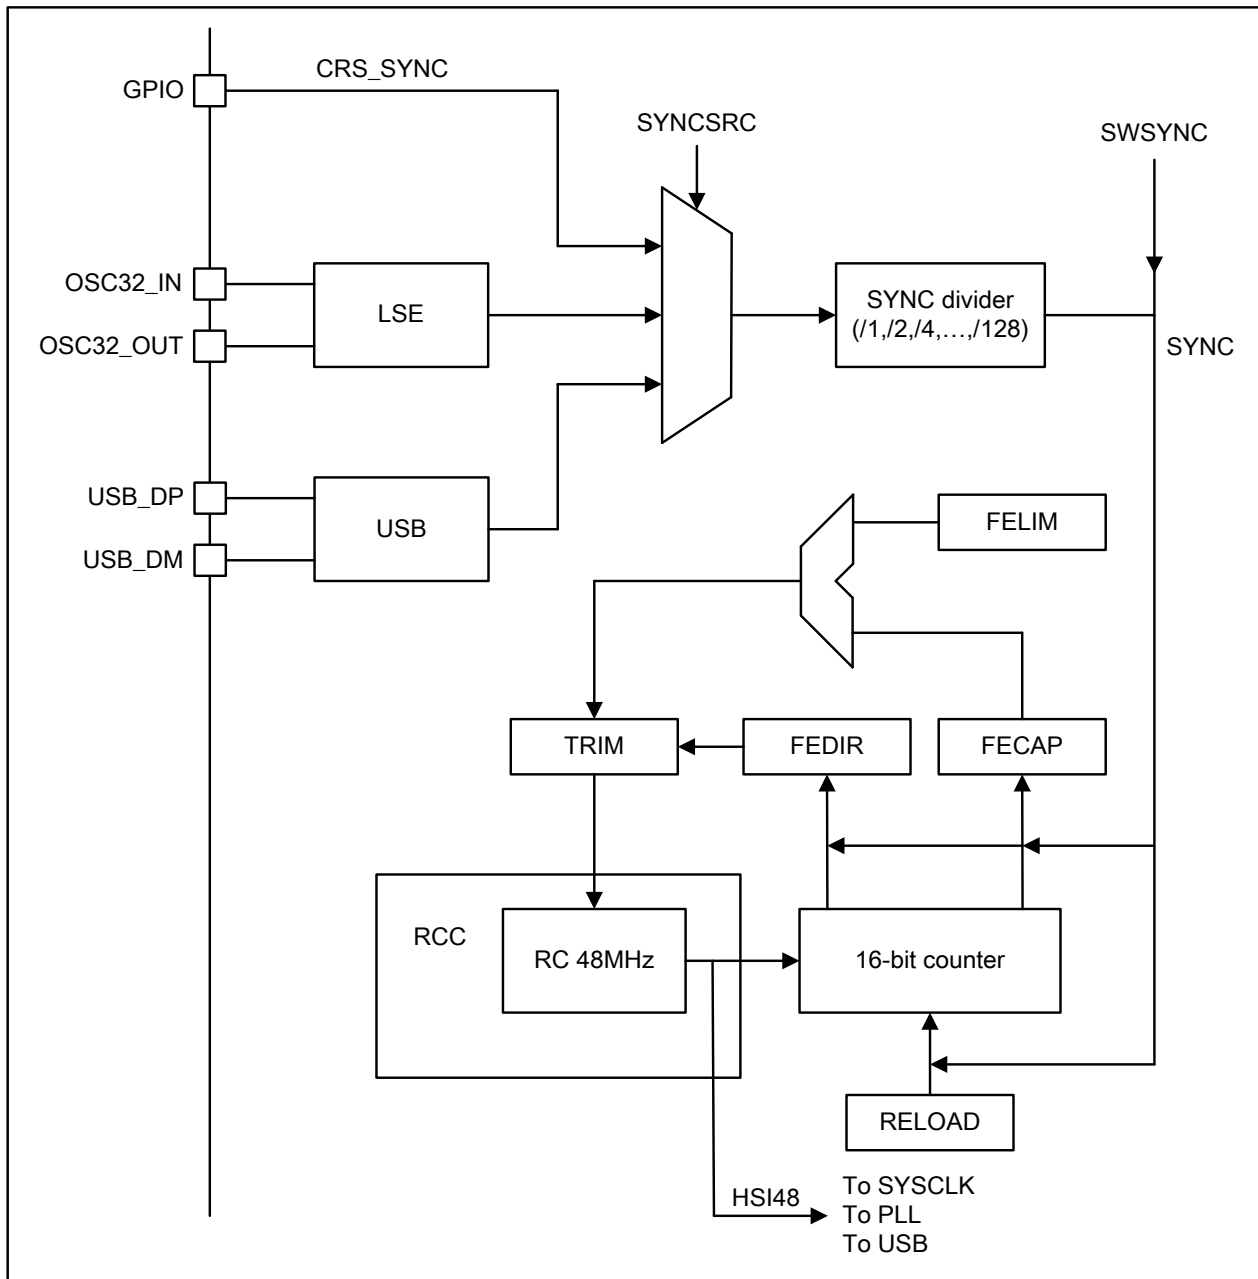 CRS_SYNC
GPIO
SYNCSRC
SWSYNC
OSC32_IN
LSE
SYNC divider
(/1,/2,/4,…,/128)
OSC32_OUT
SYNC
USB_DP
USB
USB_DM
FELIM
TRIM
FEDIR
FECAP
RCC
RC 48MHz
16-bit counter
RELOAD
HSI48
To SYSCLK
To PLL
To USB